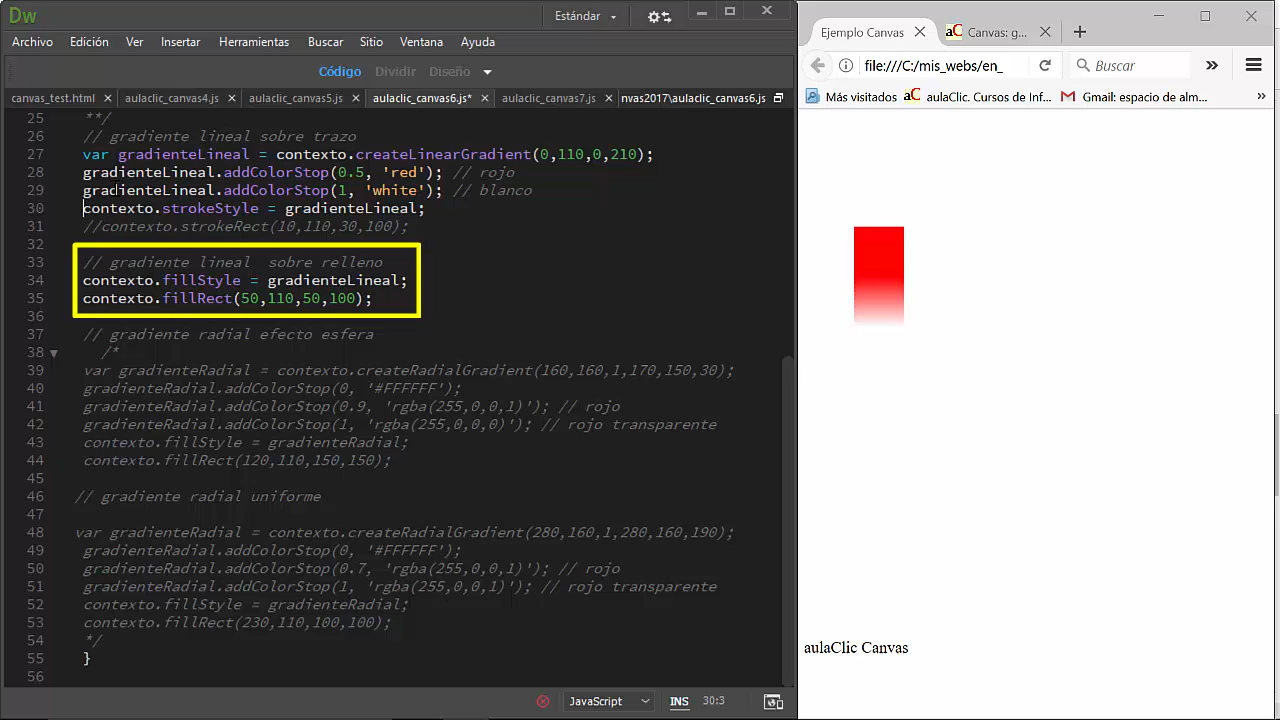 Dw
Estándar
Archivo Edición Ver Insertar Herramientas Buscar Sitio Ventana Ayuda
Código Dividir Diseño
canvas_test.html aulaclic_canvas4.js aulaclic_canvas5.js aulaclic_canvas6.js* aulaclic_canvas7.js nvas2017\aulaclic_canvas6.js
25 **/
26 // gradiente lineal sobre trazo
27 var gradienteLineal = contexto.createLinearGradient(0,110,0,210);
28 gradienteLineal.addColorStop(0.5, 'red'); // rojo
29 gradienteLineal.addColorStop(1, 'white'); // blanco
30 contexto.strokeStyle = gradienteLineal;
31 //contexto.strokeRect(10,110,30,100);
32
33 // gradiente lineal  sobre relleno
34 contexto.fillStyle = gradienteLineal;
35 contexto.fillRect(50,110,50,100);
36
37 // gradiente radial efecto esfera
38 /*
39 var gradienteRadial = contexto.createRadialGradient(160,160,1,170,150,30);
40 gradienteRadial.addColorStop(0, '#FFFFFF');
41 gradienteRadial.addColorStop(0.9, 'rgba(255,0,0,1)'); // rojo
42 gradienteRadial.addColorStop(1, 'rgba(255,0,0,0)'); // rojo transparente
43 contexto.fillStyle = gradienteRadial;
44 contexto.fillRect(120,110,150,150);
45
46 // gradiente radial uniforme
47
48 var gradienteRadial = contexto.createRadialGradient(280,160,1,280,160,190);
49 gradienteRadial.addColorStop(0, '#FFFFFF');
50 gradienteRadial.addColorStop(0.7, 'rgba(255,0,0,1)'); // rojo
51 gradienteRadial.addColorStop(1, 'rgba(255,0,0,1)'); // rojo transparente
52 contexto.fillStyle = gradienteRadial;
53 contexto.fillRect(230,110,100,100);
54 */
55 }
56
JavaScript INS 30:3
Ejemplo Canvas aC Canvas: g...
file:///C:/mis_webs/en_ Buscar
Más visitados aC aulaClic. Cursos de Inf... Gmail: espacio de alm...
aulaClic Canvas